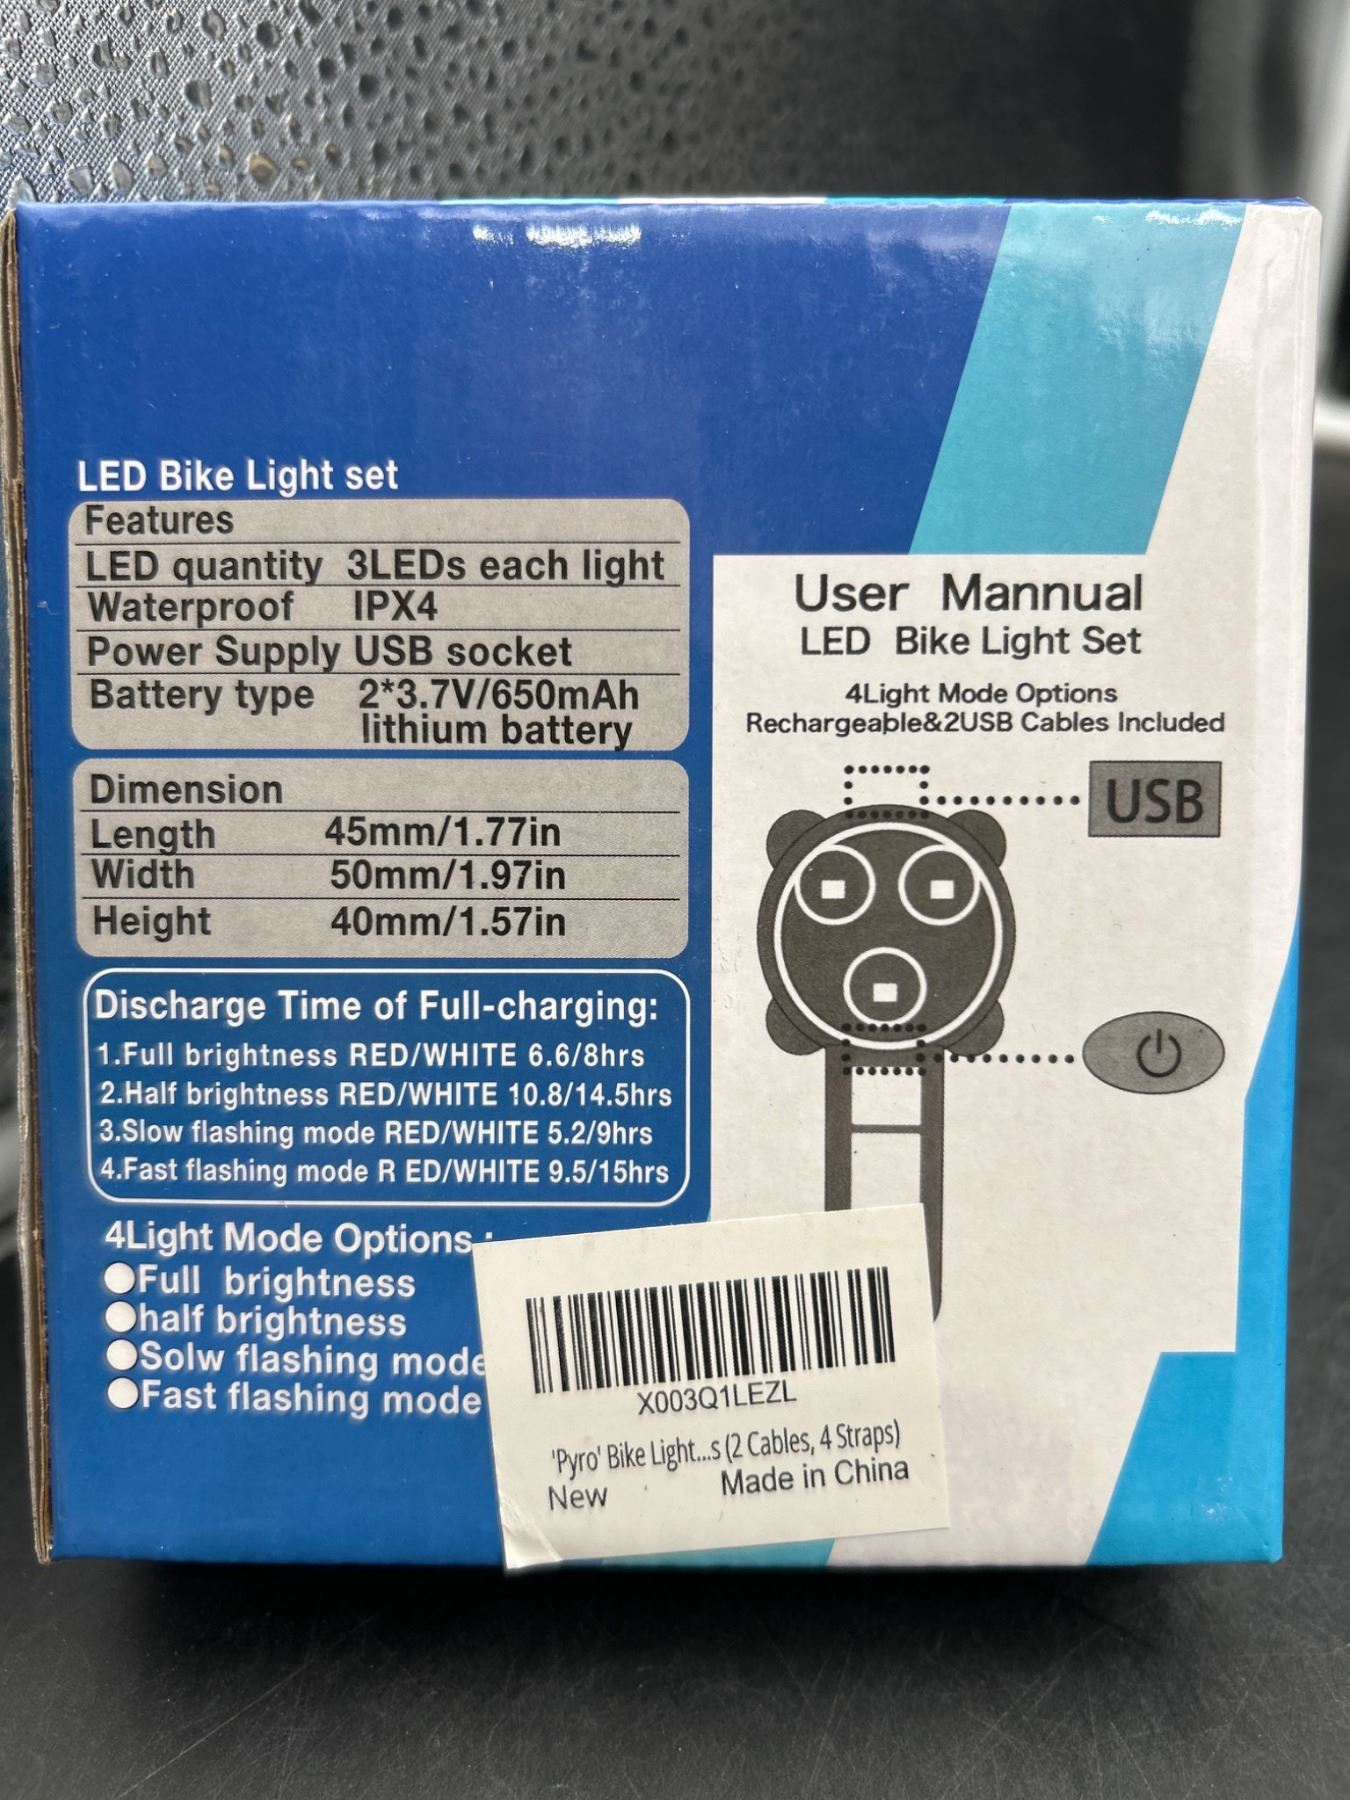 LED Bike Light set
Features
LED quantity 3LEDs each light
Waterproof IPX4
Power Supply USB socket
Battery type 2*3.7V/650mAh
lithium battery
Dimension
Length 45mm/1.77in
Width 50mm/1.97in
Height 40mm/1.57in
Discharge Time of Full-charging:
1.Full brightness RED/WHITE 6.6/8hrs
2.Half brightness RED/WHITE 10.8/14.5hrs
3.Slow flashing mode RED/WHITE 5.2/9hrs
4.Fast flashing mode R ED/WHITE 9.5/15hrs
4Light Mode Options :
Full brightness
half brightness
Solw flashing mode
Fast flashing mode
User Mannual
LED Bike Light Set
4Light Mode Options
Rechargeable&2USB Cables Included
USB
X003Q1LEZL
'Pyro' Bike Light...s (2 Cables, 4 Straps)
New Made in China